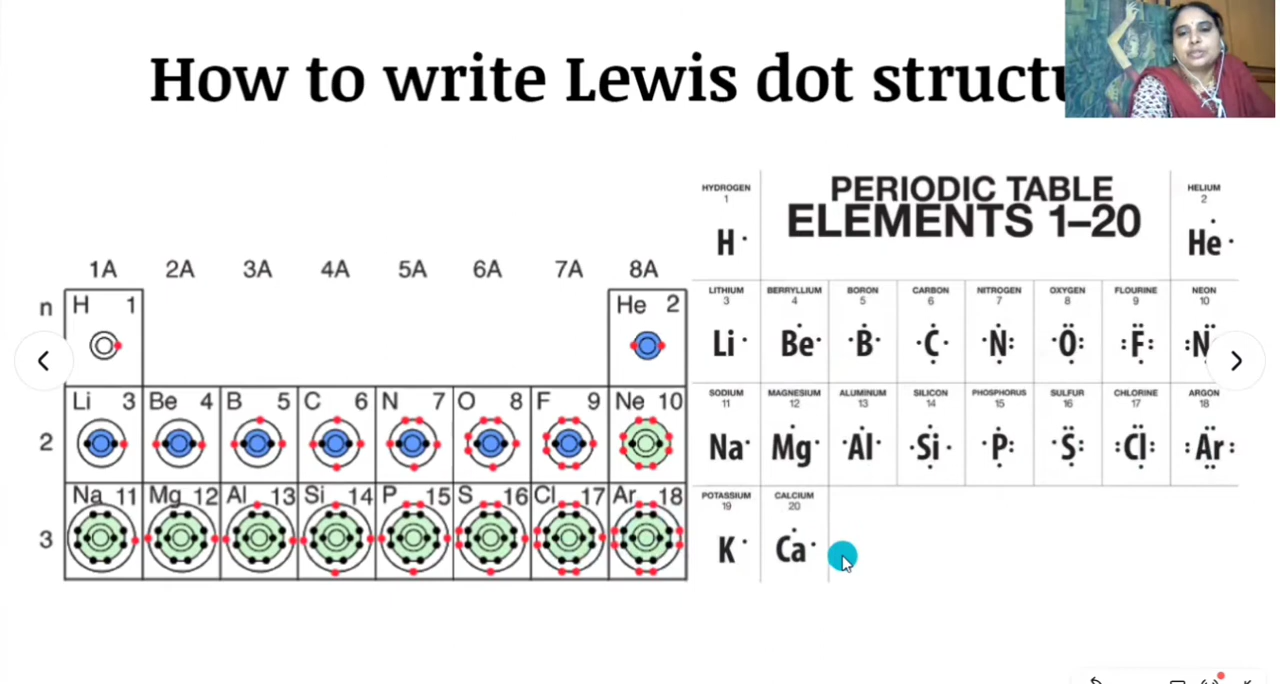 How to write Lewis dot
1A 2A 3A 4A 5A 6A 7A 8A
n
H 1
He 2
2
Li 3
Be 4
B 5
C 6
N 7
O 8
F 9
Ne 10
3
Na 11
Mg 12
Al 13
Si 14
P 15
S 16
Cl 17
Ar 18
PERIODIC TABLE
ELEMENTS 1–20
HYDROGEN
1
H
HELIUM
2
He
LITHIUM
3
Li
BERRYLLIUM
4
Be
BORON
5
B
CARBON
6
C
NITROGEN
7
N
OXYGEN
8
O
FLOURINE
9
F
NEON
10
SODIUM
11
Na
MAGNESIUM
12
Mg
ALUMINUM
13
Al
SILICON
14
Si
PHOSPHORUS
15
P
SULFUR
16
S
CHLORINE
17
Cl
ARGON
18
Ar
POTASSIUM
19
K
CALCIUM
20
Ca